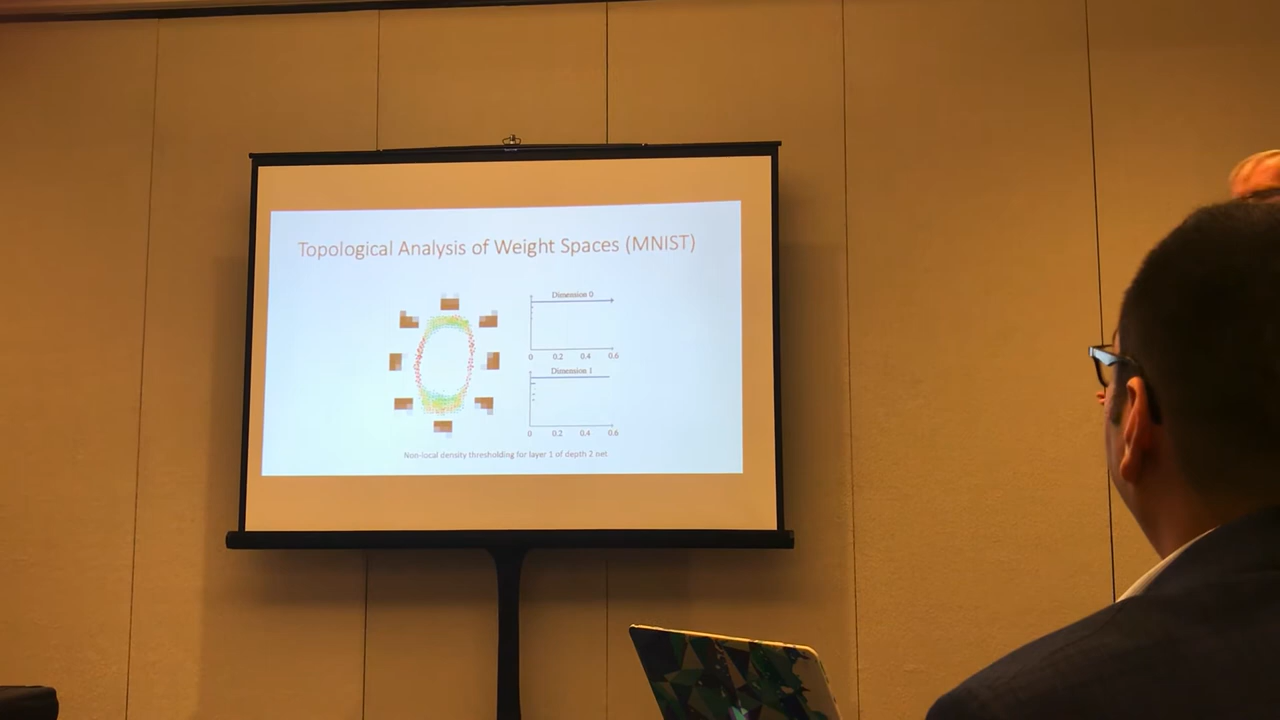 Topological Analysis of Weight Spaces (MNIST)
Dimension 0
0 0.2 0.4 0.6
Dimension 1
0 0.2 0.4 0.6
Non-local density thresholding for layer 1 of depth 2 net